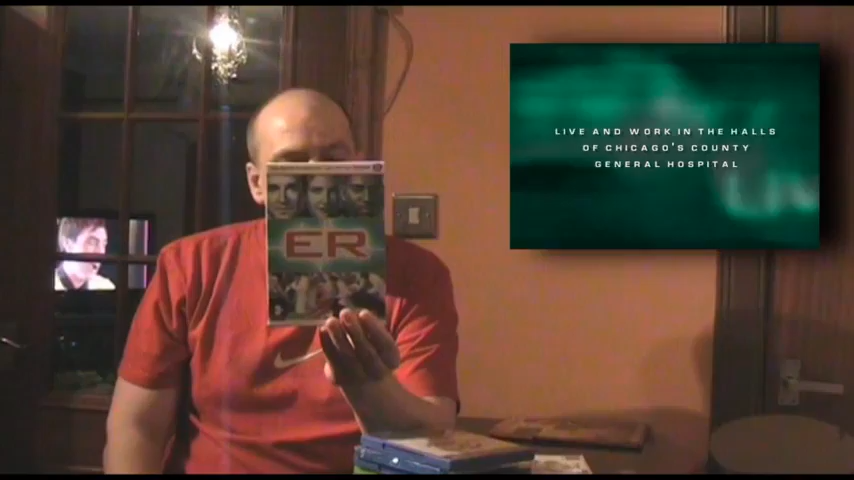 ER
LIVE AND WORK IN THE HALLS
OF CHICAGO'S COUNTY
GENERAL HOSPITAL